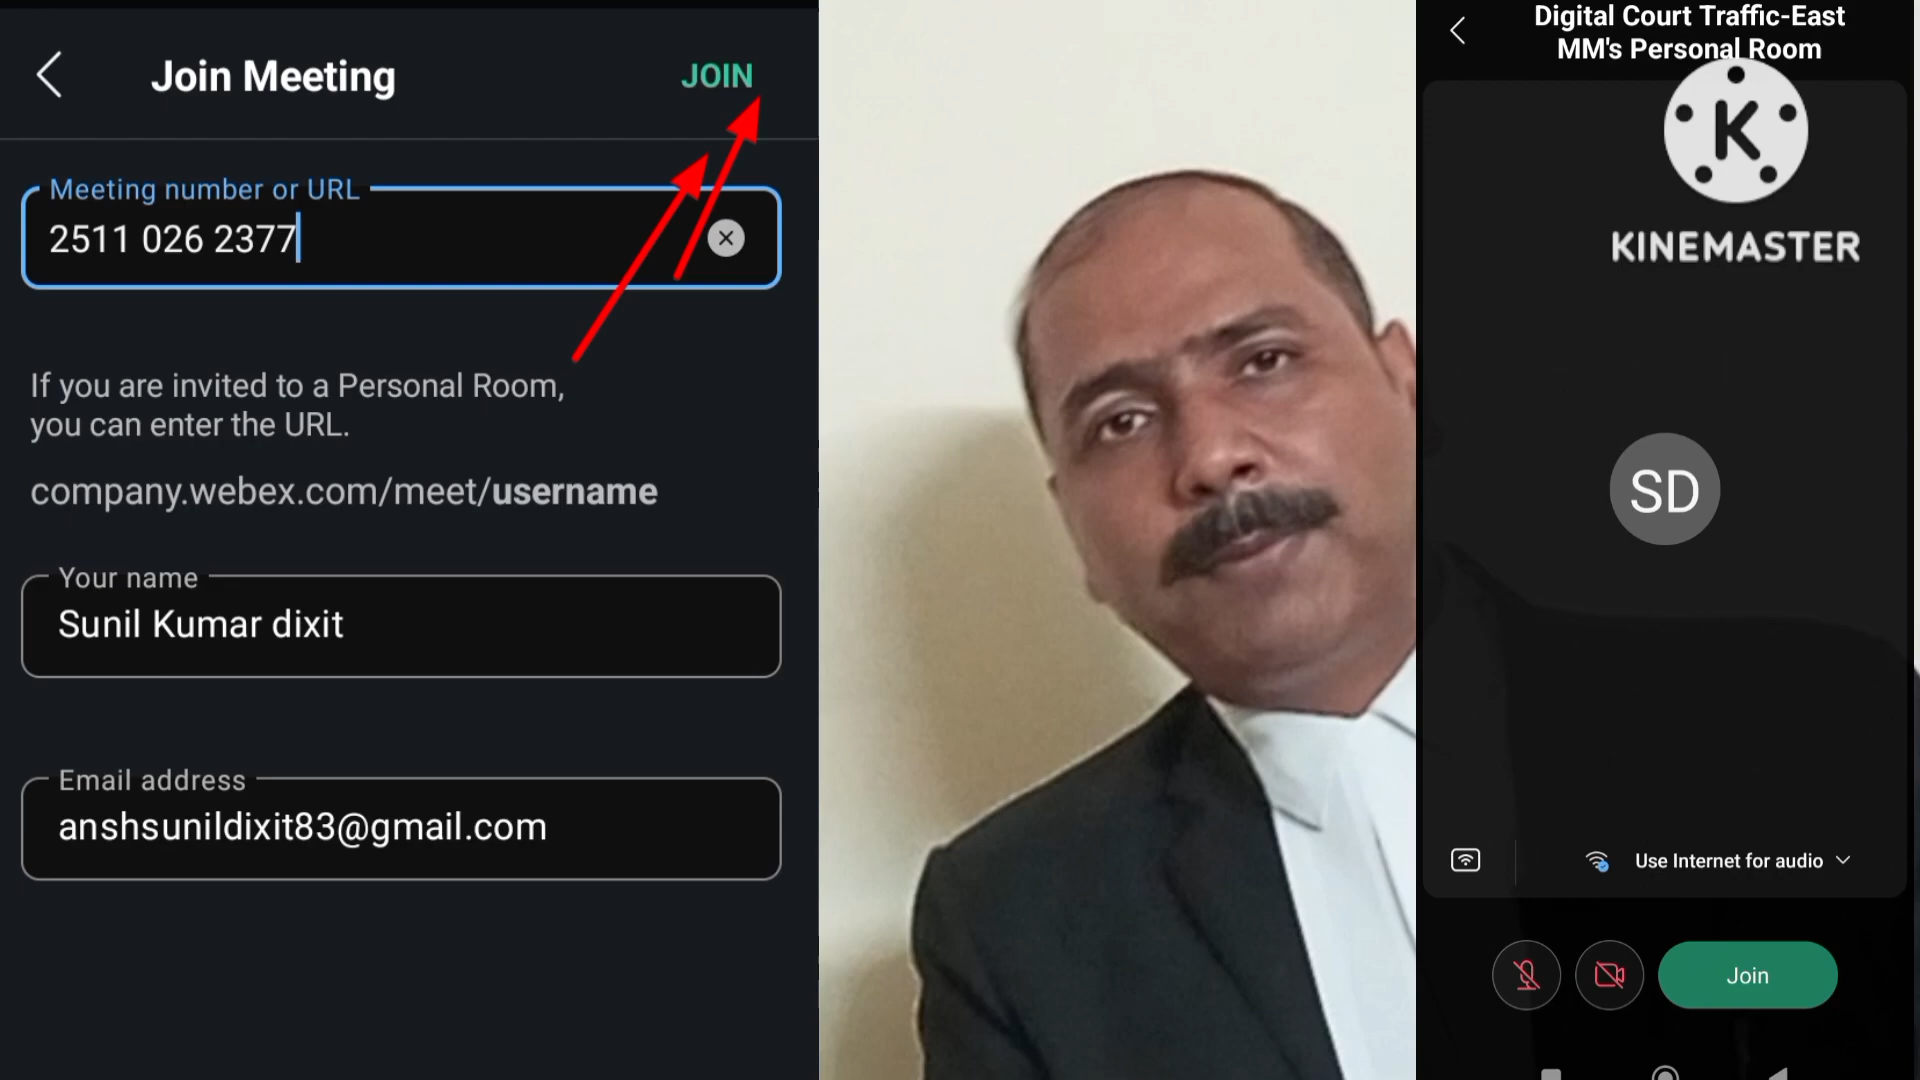 Join Meeting
JOIN
Meeting number or URL
2511 026 2377
If you are invited to a Personal Room,
you can enter the URL.
company.webex.com/meet/username
Your name
Sunil Kumar dixit
Email address
anshsunildixit83@gmail.com
Digital Court Traffic-East
MM's Personal Room
K
KINEMASTER
SD
Use Internet for audio
Join